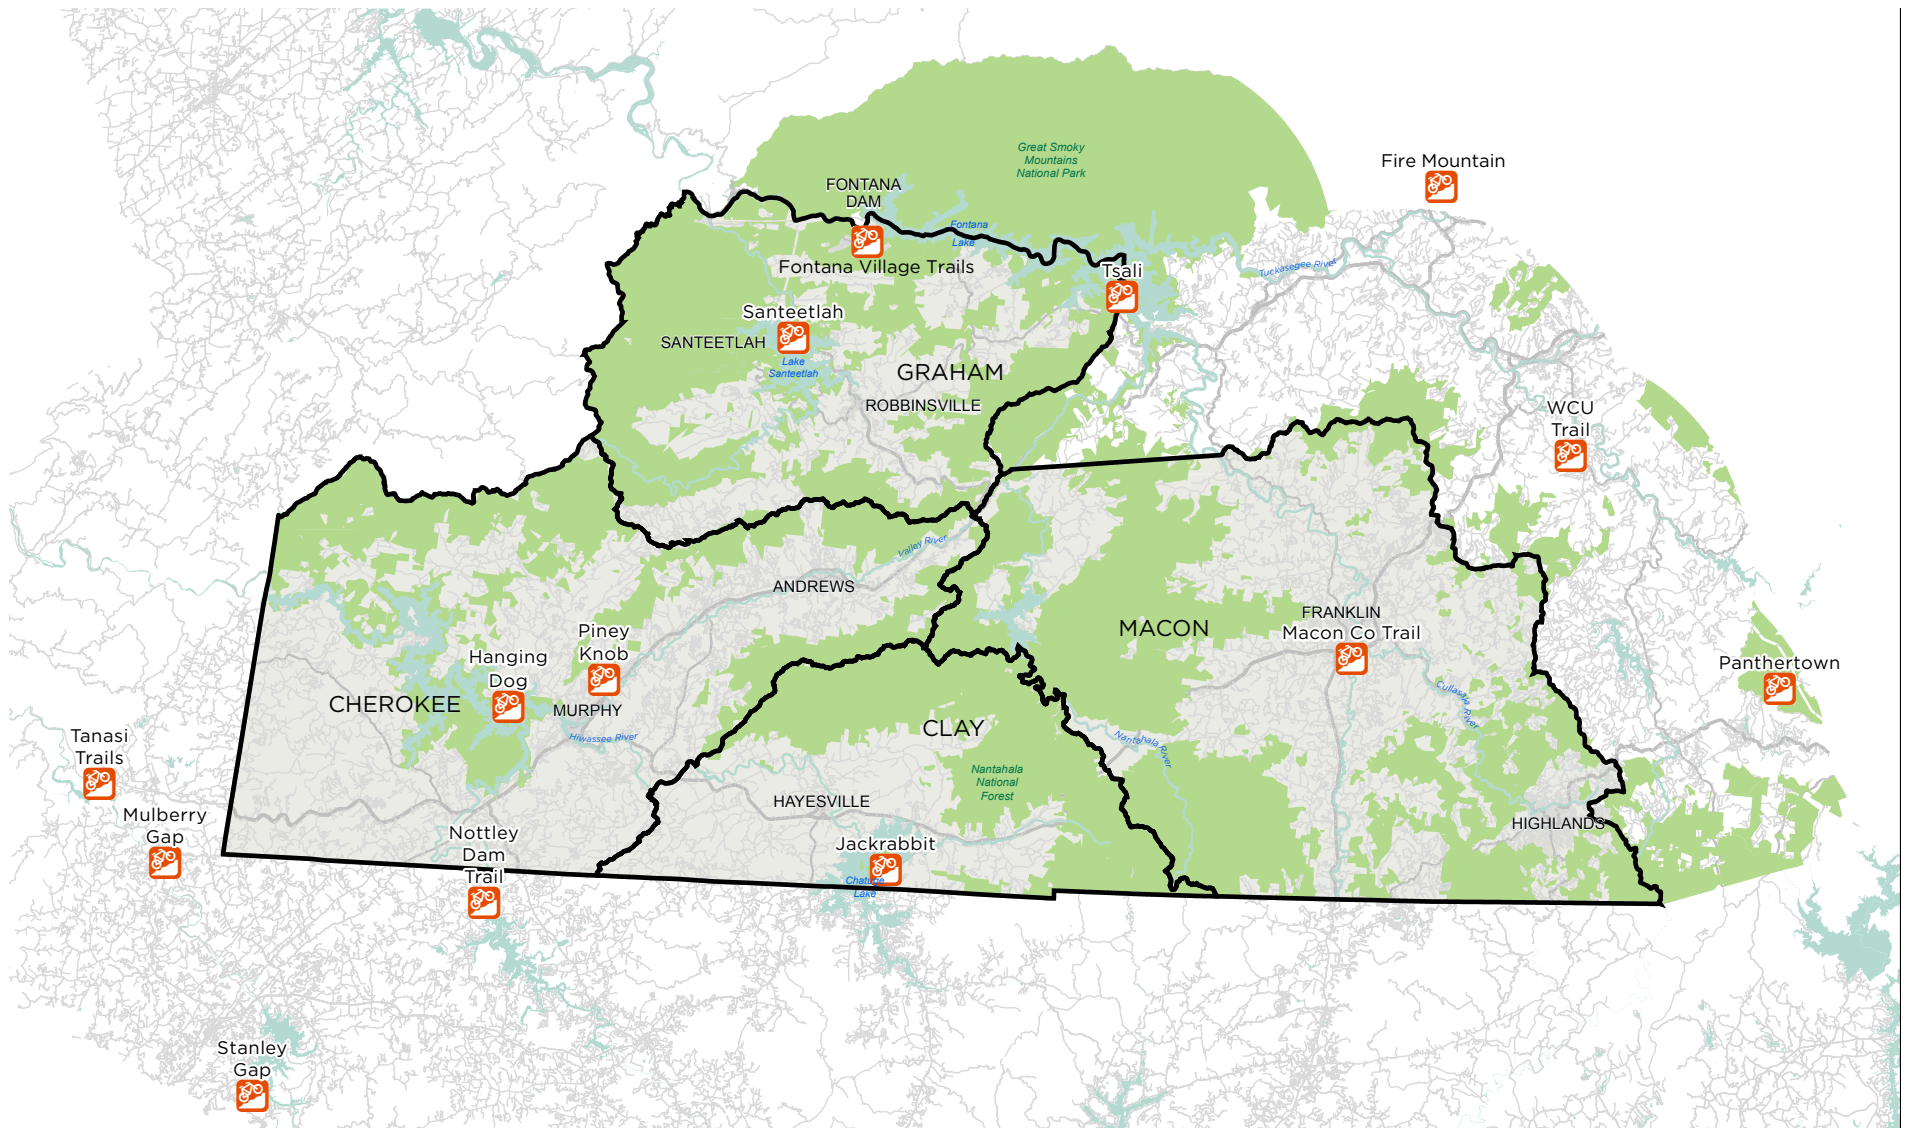 Great Smoky
Mountains
National Park
Fire Mountain
FONTANA
DAM
Fontana
Lake
Tuckasegee River
Fontana Village Trails
Tsali
Santeetlah
SANTEETLAH
Lake
Santeetlah
GRAHAM
ROBBINSVILLE
WCU
Trail
Valley River
ANDREWS
FRANKLIN
Macon Co Trail
MACON
Piney
Knob
Hanging
Dog
CHEROKEE
MURPHY
Hiwassee River
Panthertown
Cullasaja River
CLAY
Nantahala River
Tanasi
Trails
Nantahala
National
Forest
HAYESVILLE
Mulberry
Gap
HIGHLANDS
Nottley
Dam
Trail
Jackrabbit
Chatuge
Lake
Stanley
Gap